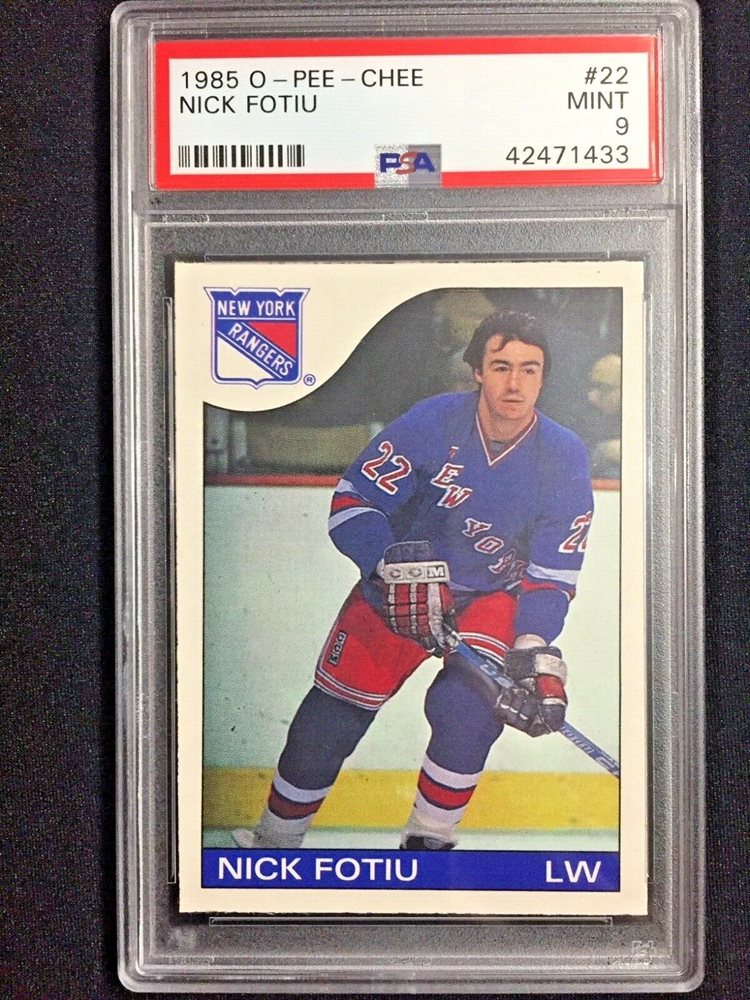 1985 O-PEE-CHEE #22
NICK FOTIU MINT
9
PSA 42471433
NEW YORK
RANGERS
®
22
EW YORK
22
CCM
NICK FOTIU LW